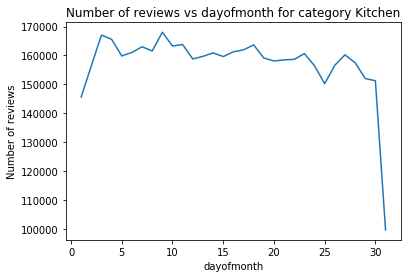 Number of reviews vs dayofmonth for category Kitchen
Number of reviews
170000
160000
150000
140000
130000
120000
110000
100000
0 5 10 15 20 25 30
dayofmonth